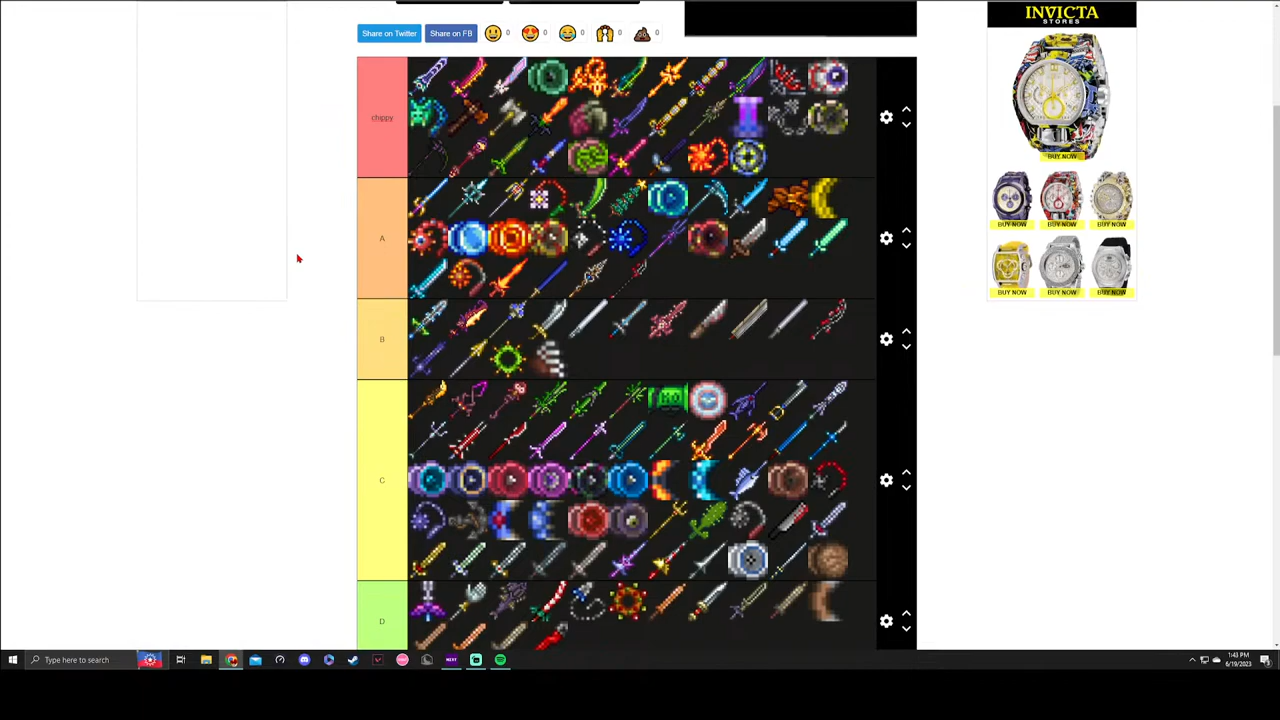 Share on Twitter
Share on FB
0
0
0
0
0
INVICTA
STORES
BUY NOW
BUY NOW
BUY NOW
BUY NOW
BUY NOW
BUY NOW
BUY NOW
chippy
A
B
C
D
Type here to search
NEXT
1:43 PM
6/19/2023